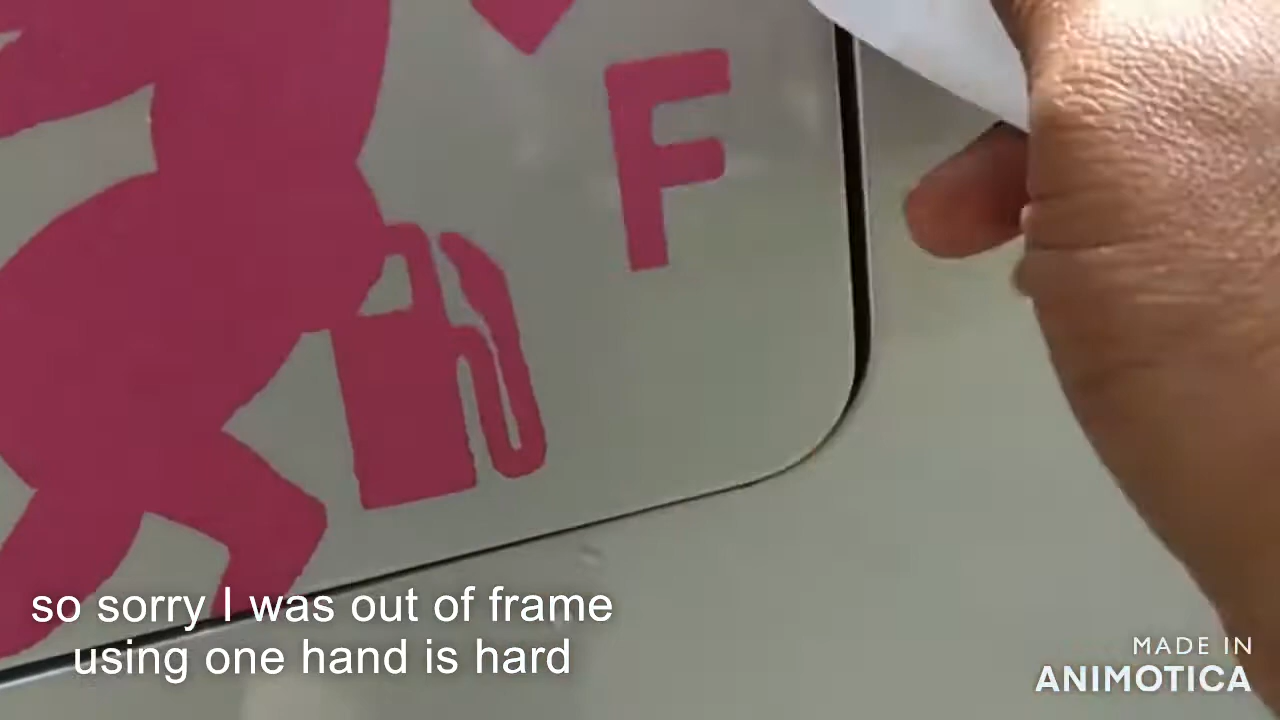 F
so sorry I was out of frame
using one hand is hard
MADE IN
ANIMOTICA